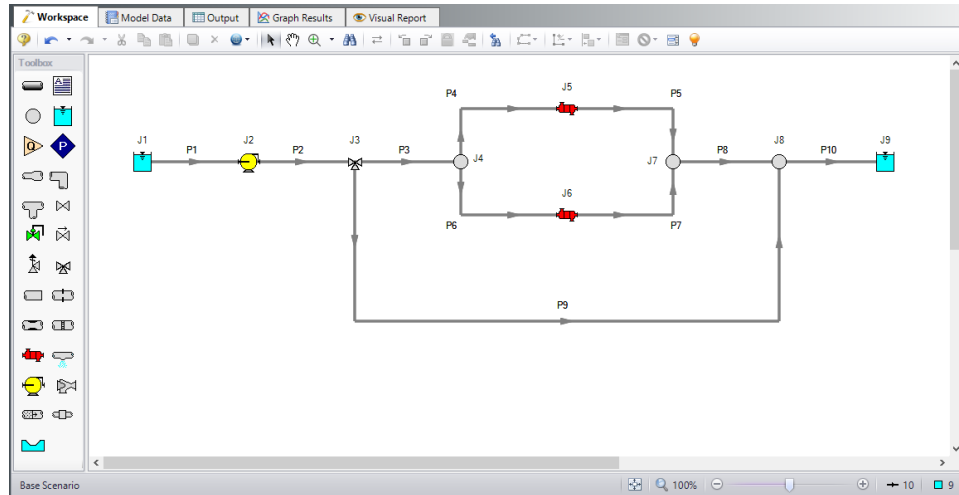 Workspace
Model Data
Output
Graph Results
Visual Report
Toolbox
P4
J5
P5
J1
P1
J2
P2
J3
P3
J4
J7
P8
J8
P10
J9
J6
P6
P7
P9
Q
P
A
Base Scenario
100%
10
9